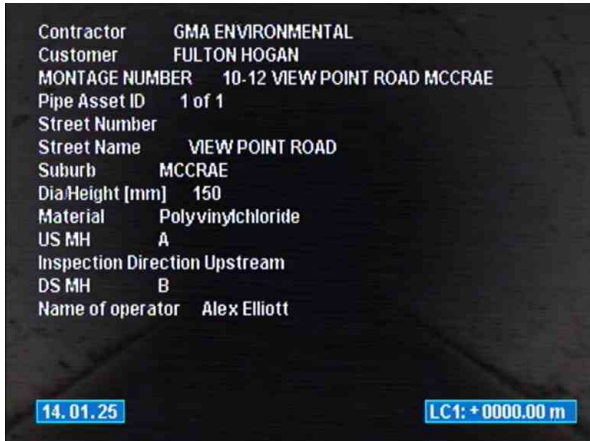 Contractor GMA ENVIRONMENTAL
Customer FULTON HOGAN
MONTAGE NUMBER 10-12 VIEW POINT ROAD MCCRAE
Pipe Asset ID 1 of 1
Street Number
Street Name VIEW POINT ROAD
Suburb MCCRAE
Dia/Height [mm] 150
Material Polyvinylchloride
US MH A
Inspection Direction Upstream
DS MH B
Name of operator Alex Elliott
14.01.25 LC1: +0000.00 m